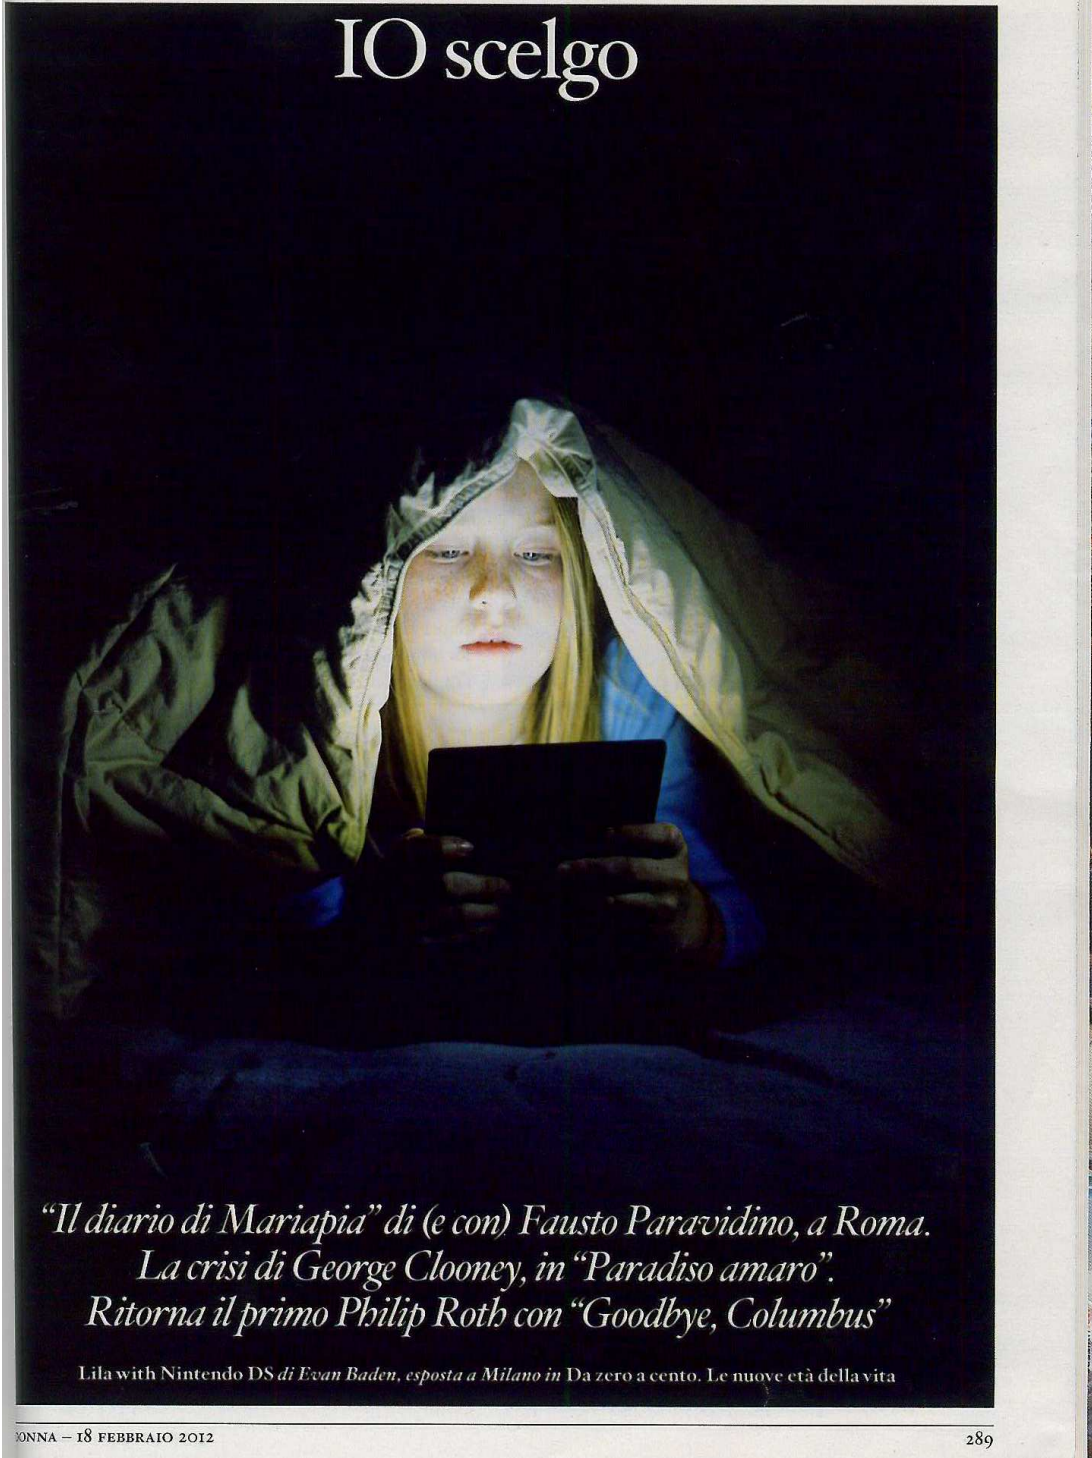 IO scelgo
“Il diario di Mariapia” di (e con) Fausto Paravidino, a Roma.
La crisi di George Clooney, in “Paradiso amaro”.
Ritorna il primo Philip Roth con “Goodbye, Columbus”
Lila with Nintendo DS di Evan Baden, esposta a Milano in Da zero a cento. Le nuove età della vita
DONNA – 18 FEBBRAIO 2012
289